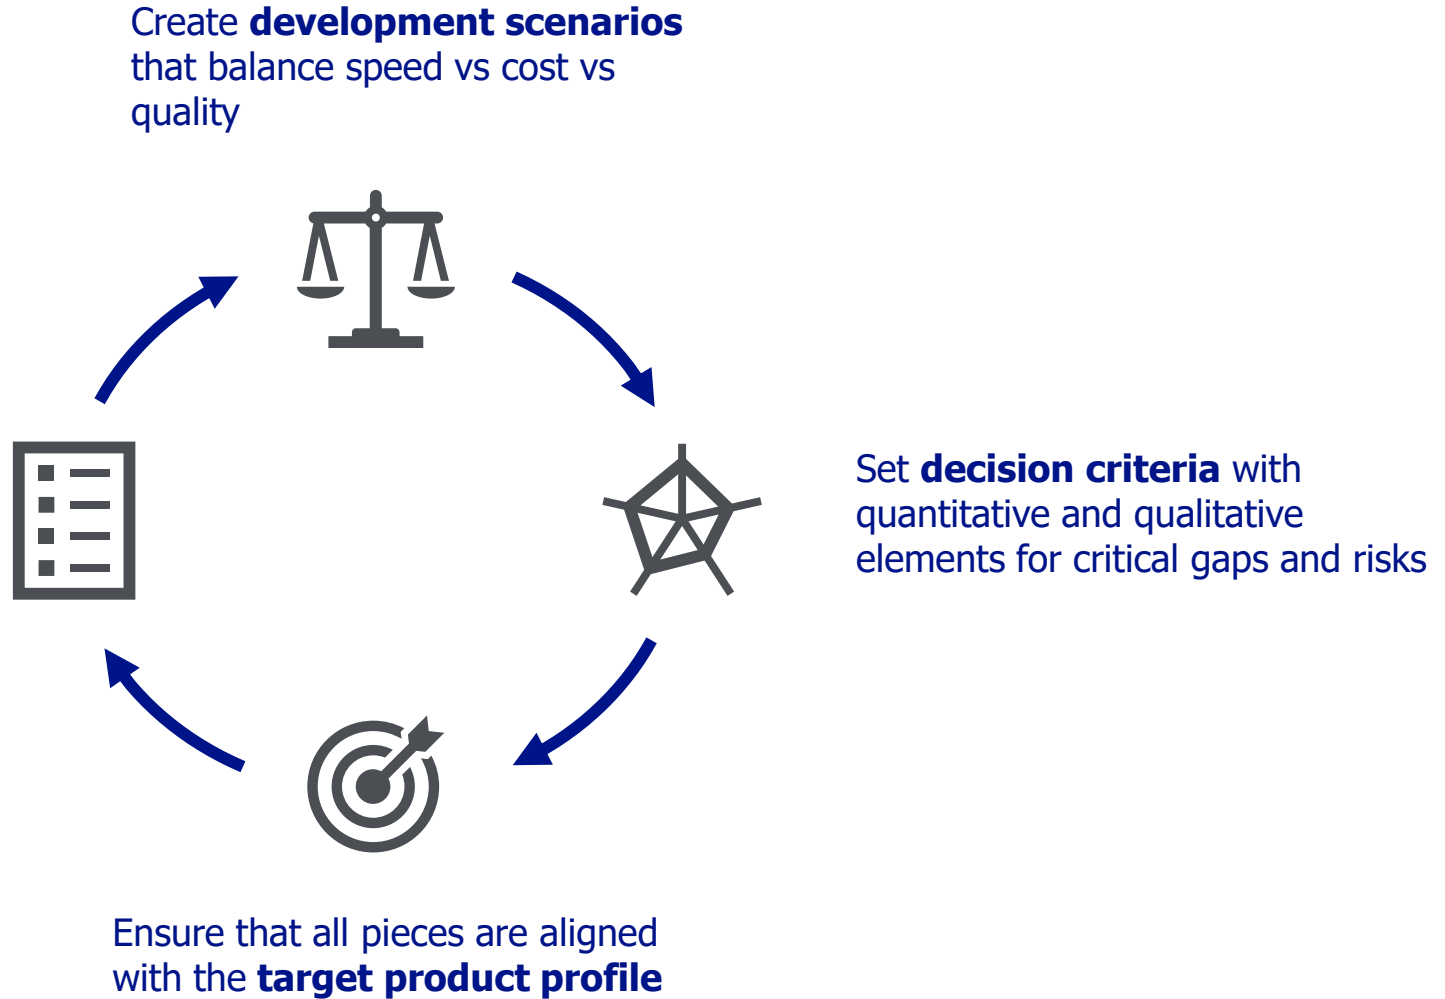 Create development scenarios
that balance speed vs cost vs
quality
Set decision criteria with
quantitative and qualitative
elements for critical gaps and risks
Ensure that all pieces are aligned
with the target product profile